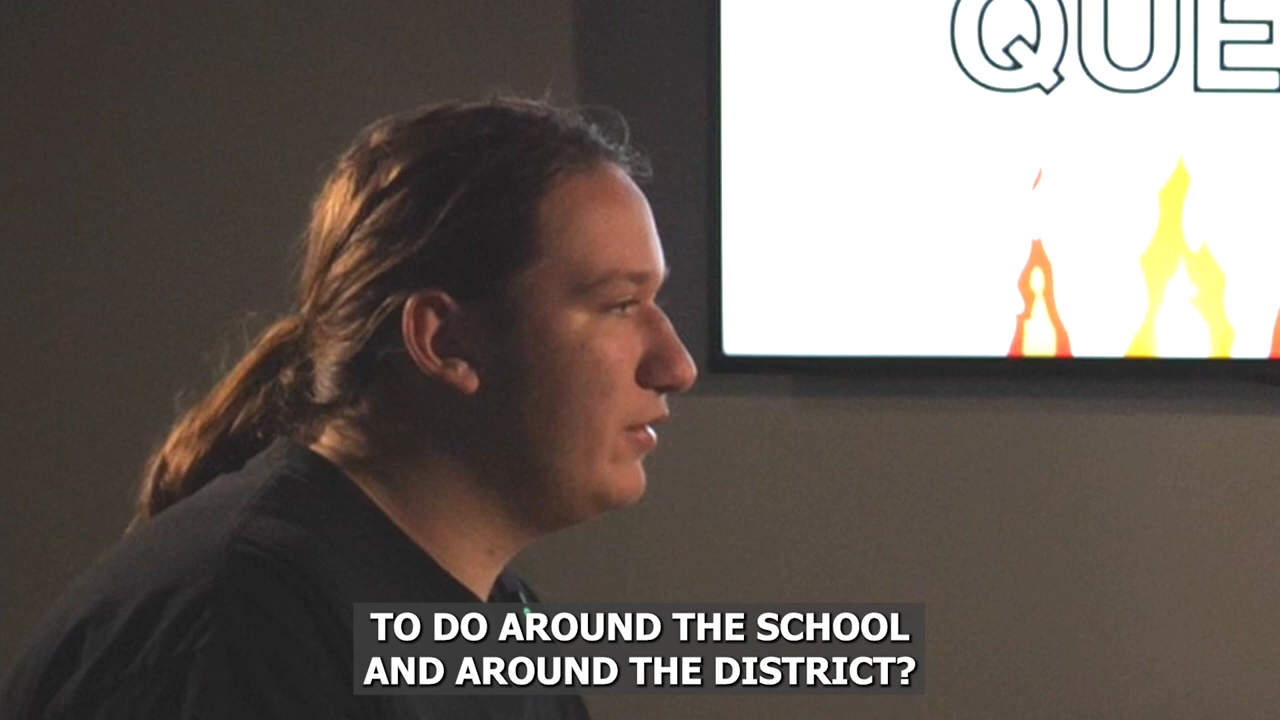 QUE
TO DO AROUND THE SCHOOL
AND AROUND THE DISTRICT?